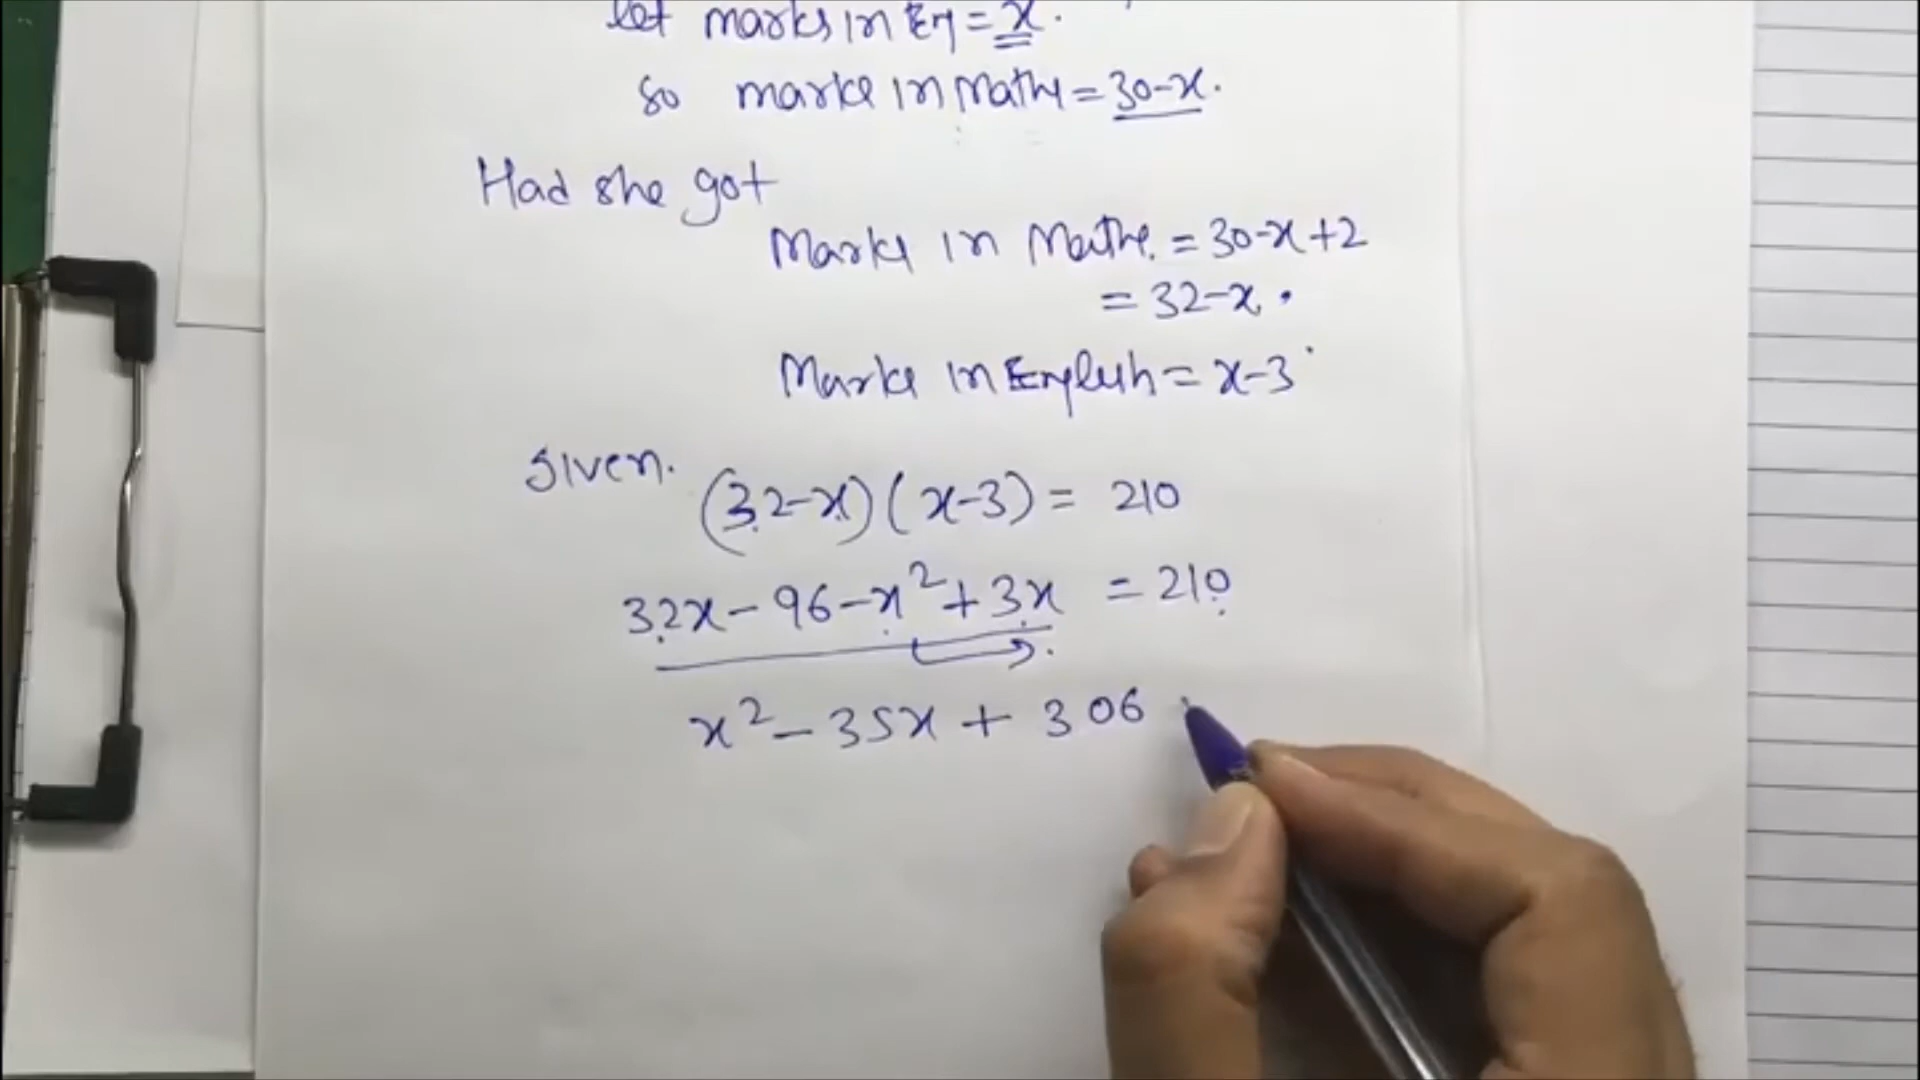 let marks in En = x.
so marks in Maths = 30-x.
Had she got
Marks in Maths. = 30-x+2
= 32-x.
Marks in English = x-3
Given.
(32-x)(x-3) = 210
32x - 96 - x² + 3x = 210
x² - 35x + 306